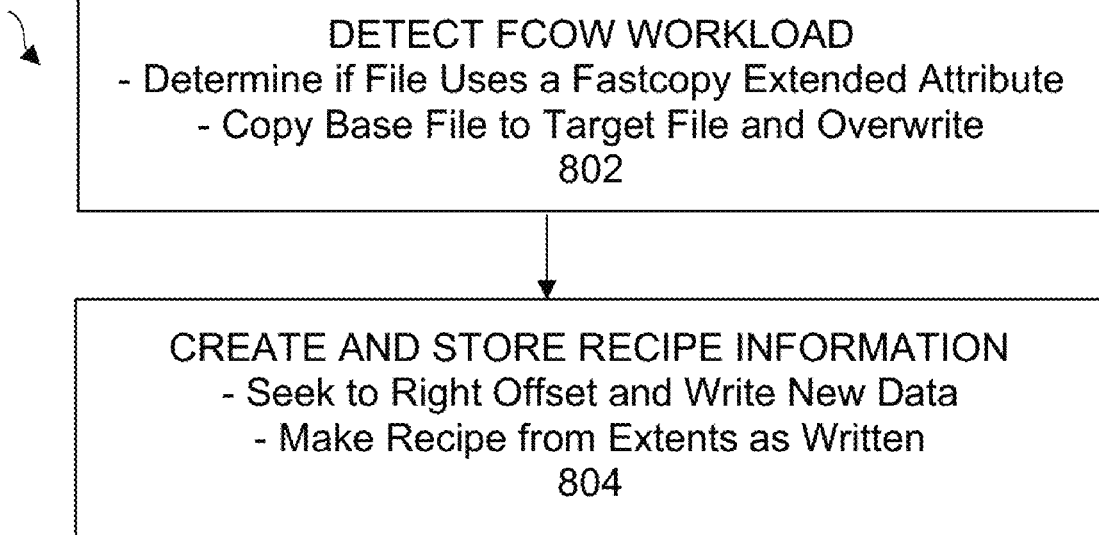 DETECT FCOW WORKLOAD
- Determine if File Uses a Fastcopy Extended Attribute
- Copy Base File to Target File and Overwrite
802
CREATE AND STORE RECIPE INFORMATION
- Seek to Right Offset and Write New Data
- Make Recipe from Extents as Written
804